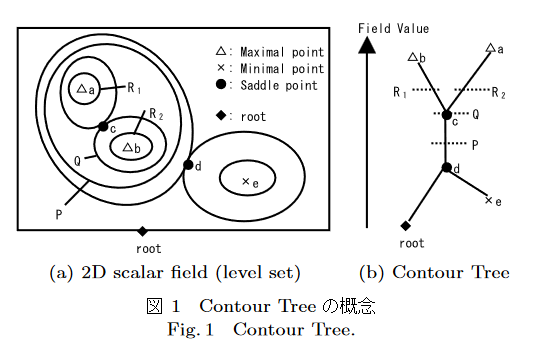 △: Maximal point
×: Minimal point
●: Saddle point
◆: root
△a
R1
R2
c
△b
Q
d
×e
P
root
(a) 2D scalar field (level set)
Field Value
△b
△a
R1
R2
Q
c
P
d
×e
root
(b) Contour Tree
図 1 Contour Tree の概念
Fig. 1 Contour Tree.